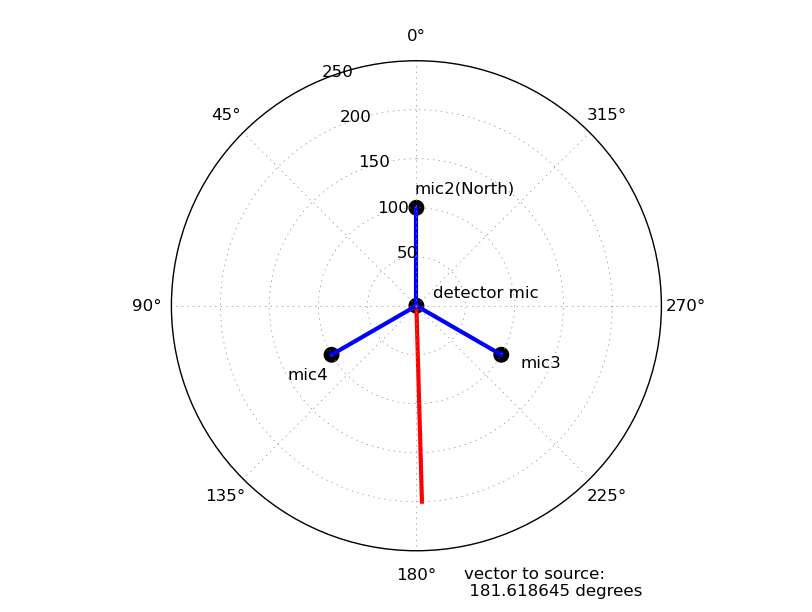 0°
250
45°
315°
200
150
mic2(North)
100
50
detector mic
90°
270°
mic3
mic4
135°
225°
180°
vector to source:
181.618645 degrees